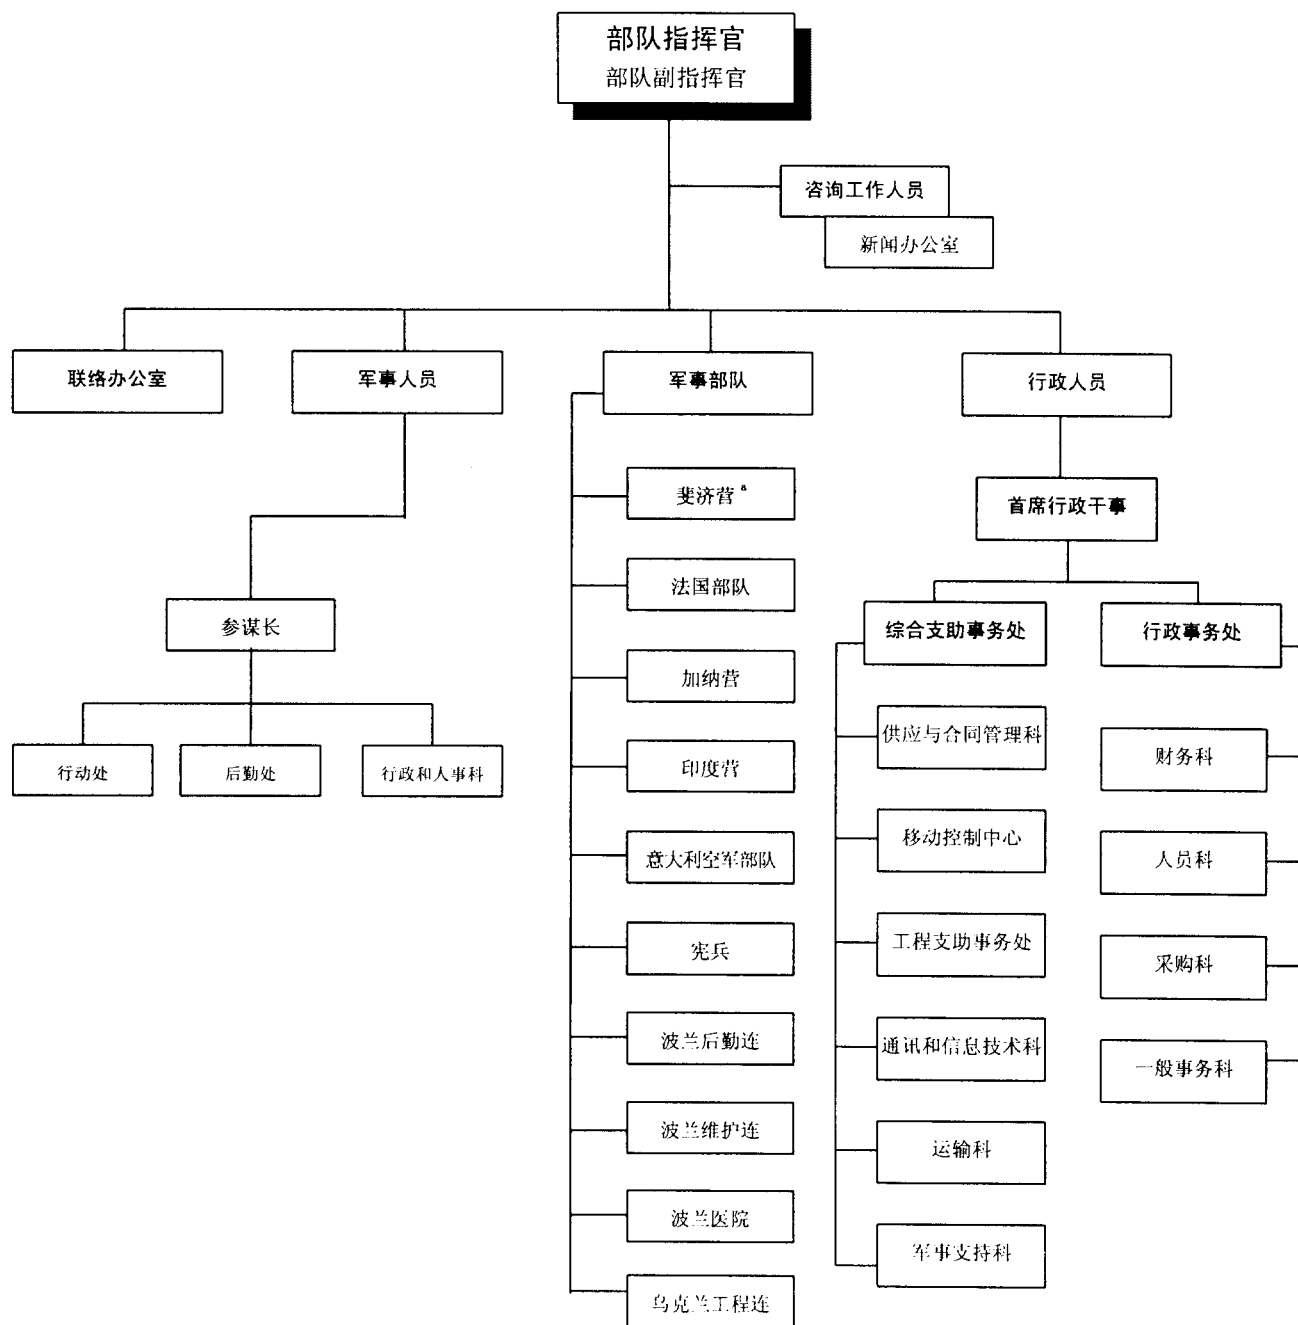 部队指挥官
部队副指挥官
咨询工作人员
新闻办公室
联络办公室
军事人员
军事部队
行政人员
斐济营 a
首席行政干事
法国部队
参谋长
综合支助事务处
行政事务处
加纳营
供应与合同管理科
财务科
行动处
后勤处
行政和人事科
印度营
移动控制中心
人员科
意大利空军部队
工程支助事务处
采购科
宪兵
波兰后勤连
通讯和信息技术科
一般事务科
波兰维护连
运输科
波兰医院
军事支持科
乌克兰工程连